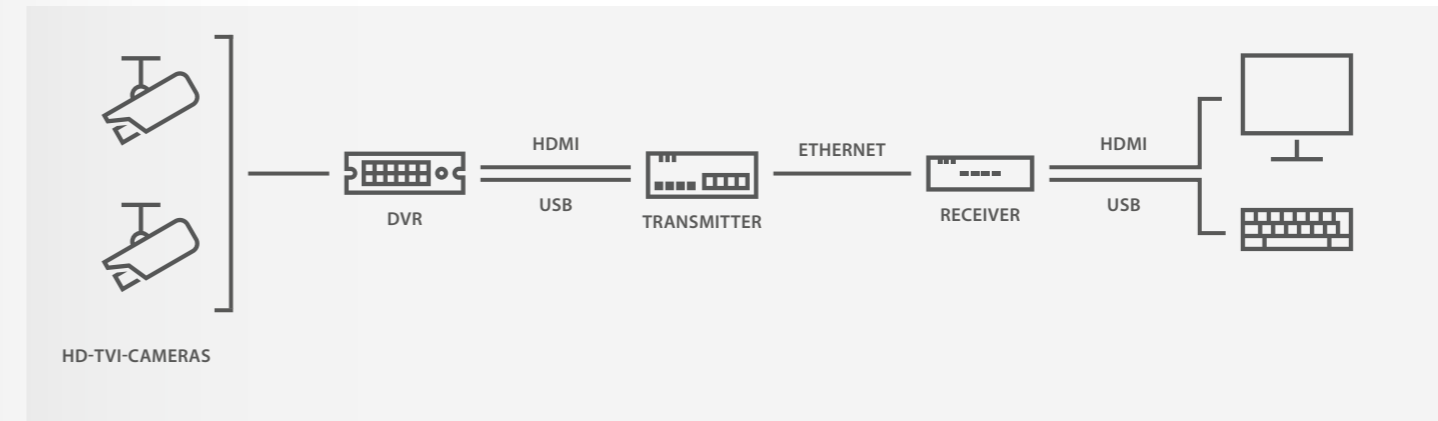 HDMI
ETHERNET
HDMI
USB
USB
DVR
TRANSMITTER
RECEIVER
HD-TVI-CAMERAS